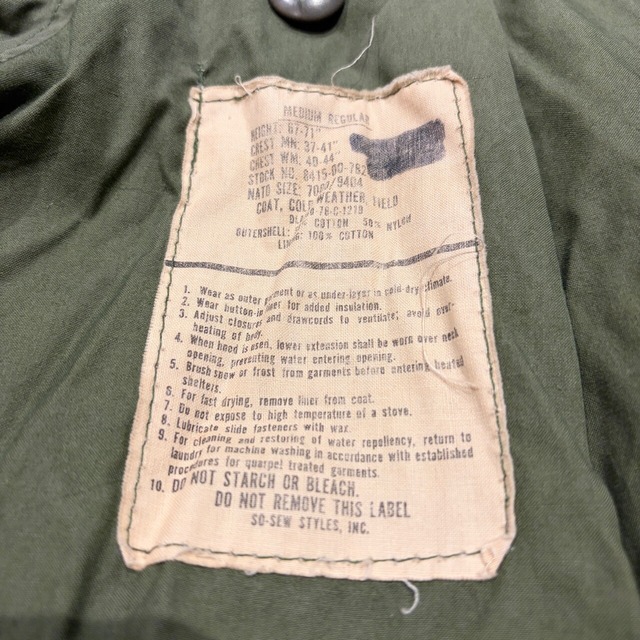 MEDIUM REGULAR
HEIGHT: 67-71"
CHEST MN: 37-41"
CHEST WM: 40-44"
STOCK NO. 8415-00-782
NATO SIZE: 7080/9404
COAT, COLD WEATHER, FIELD
78-C-1219
COTTON 50% NYLON
OUTERSHELL:
100% COTTON
1. Wear as outer garment or as under-layer in cold-dry climate.
2. Wear button-in liner for added insulation.
3. Adjust closures and drawcords to ventilate; avoid over-
heating of body.
4. When hood is used, lower extension shall be worn over neck
opening, preventing water entering opening.
5. Brush snow or frost from garments before entering heated
shelters.
6. For fast drying, remove liner from coat.
7. Do not expose to high temperature of a stove.
8. Lubricate slide fasteners with wax.
9. For cleaning and restoring of water repellency, return to
laundry for machine washing in accordance with established
procedures for quarpel treated garments.
10. DO NOT STARCH OR BLEACH.
DO NOT REMOVE THIS LABEL
SO-SEW STYLES, INC.